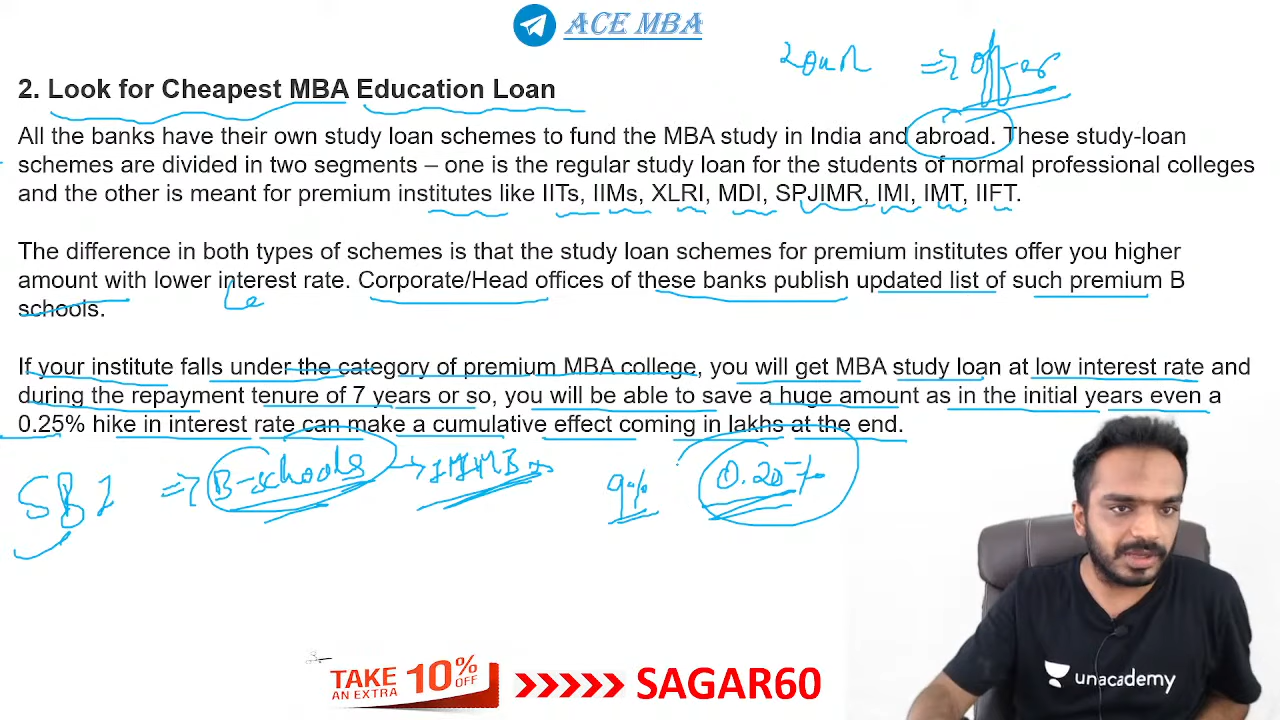 ACE MBA
Loan => offer
2. Look for Cheapest MBA Education Loan
All the banks have their own study loan schemes to fund the MBA study in India and abroad. These study-loan
schemes are divided in two segments – one is the regular study loan for the students of normal professional colleges
and the other is meant for premium institutes like IITs, IIMs, XLRI, MDI, SPJIMR, IMI, IMT, IIFT.
The difference in both types of schemes is that the study loan schemes for premium institutes offer you higher
amount with lower interest rate. Corporate/Head offices of these banks publish updated list of such premium B
schools.
If your institute falls under the category of premium MBA college, you will get MBA study loan at low interest rate and
during the repayment tenure of 7 years or so, you will be able to save a huge amount as in the initial years even a
0.25% hike in interest rate can make a cumulative effect coming in lakhs at the end.
SBI => B-schools 9% 0.20%
TAKE 10% OFF
AN EXTRA
SAGAR60
unacademy